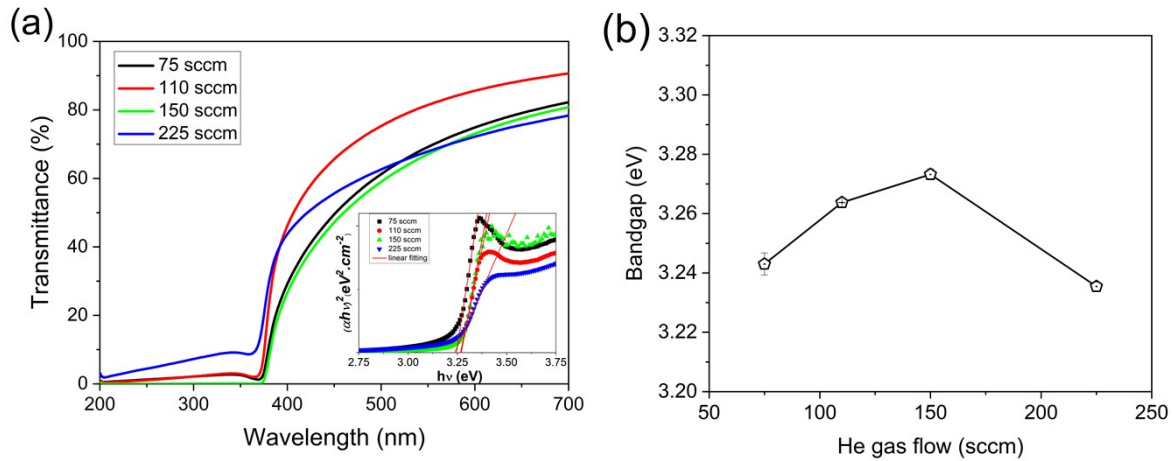 (a)
100
80
60
40
20
0
Transmittance (%)
75 sccm
110 sccm
150 sccm
225 sccm
200 300 400 500 600 700
Wavelength (nm)
(αhν)² (eV².cm⁻²)
75 sccm
110 sccm
150 sccm
225 sccm
linear fitting
2.75 3.00 3.25 3.50 3.75
hν (eV)
(b)
3.32
3.30
3.28
3.26
3.24
3.22
3.20
Bandgap (eV)
50 100 150 200 250
He gas flow (sccm)